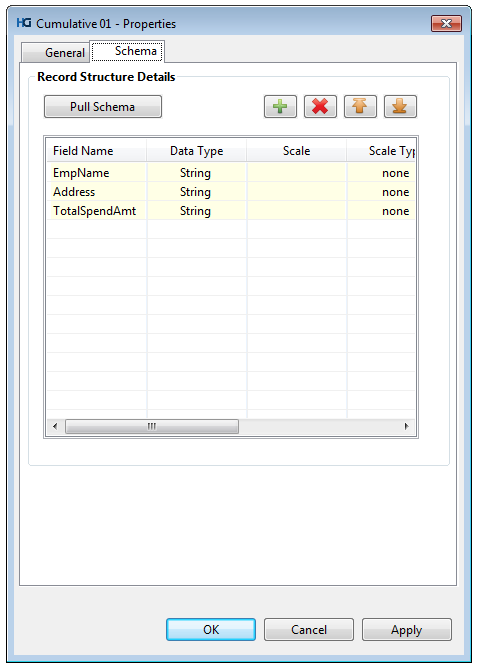 HG Cumulative 01 - Properties
General Schema
Record Structure Details
Pull Schema
Field Name Data Type Scale Scale Typ
EmpName String none
Address String none
TotalSpendAmt String none
OK Cancel Apply